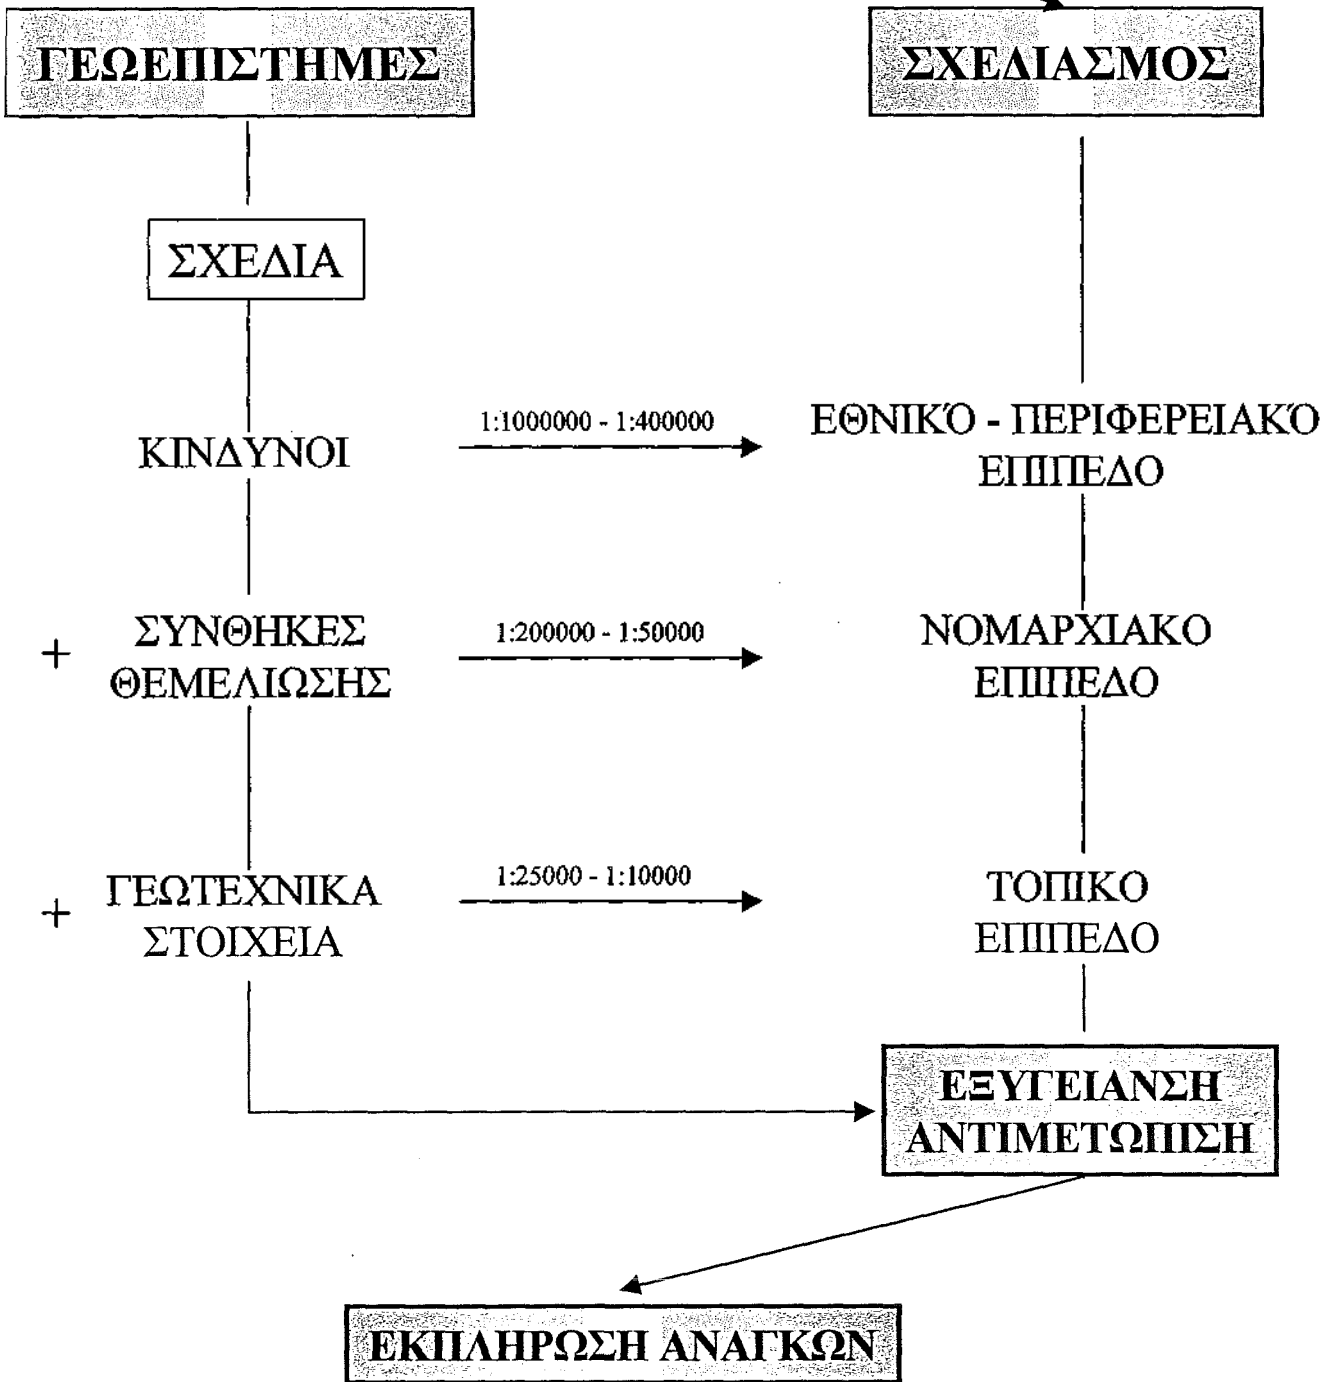 ΓΕΩΕΠΙΣΤΗΜΕΣ
ΣΧΕΔΙΑΣΜΟΣ
ΣΧΕΔΙΑ
ΚΙΝΔΥΝΟΙ
1:1000000 - 1:400000
ΕΘΝΙΚΌ - ΠΕΡΙΦΕΡΕΙΑΚΌ
ΕΠΙΠΕΔΟ
+
ΣΥΝΘΗΚΕΣ
ΘΕΜΕΛΙΩΣΗΣ
1:200000 - 1:50000
ΝΟΜΑΡΧΙΑΚΟ
ΕΠΙΠΕΔΟ
+
ΓΕΩΤΕΧΝΙΚΑ
ΣΤΟΙΧΕΙΑ
1:25000 - 1:10000
ΤΟΠΙΚΟ
ΕΠΙΠΕΔΟ
ΕΞΥΓΕΙΑΝΣΗ
ΑΝΤΙΜΕΤΩΠΙΣΗ
ΕΚΠΛΗΡΩΣΗ ΑΝΑΓΚΩΝ